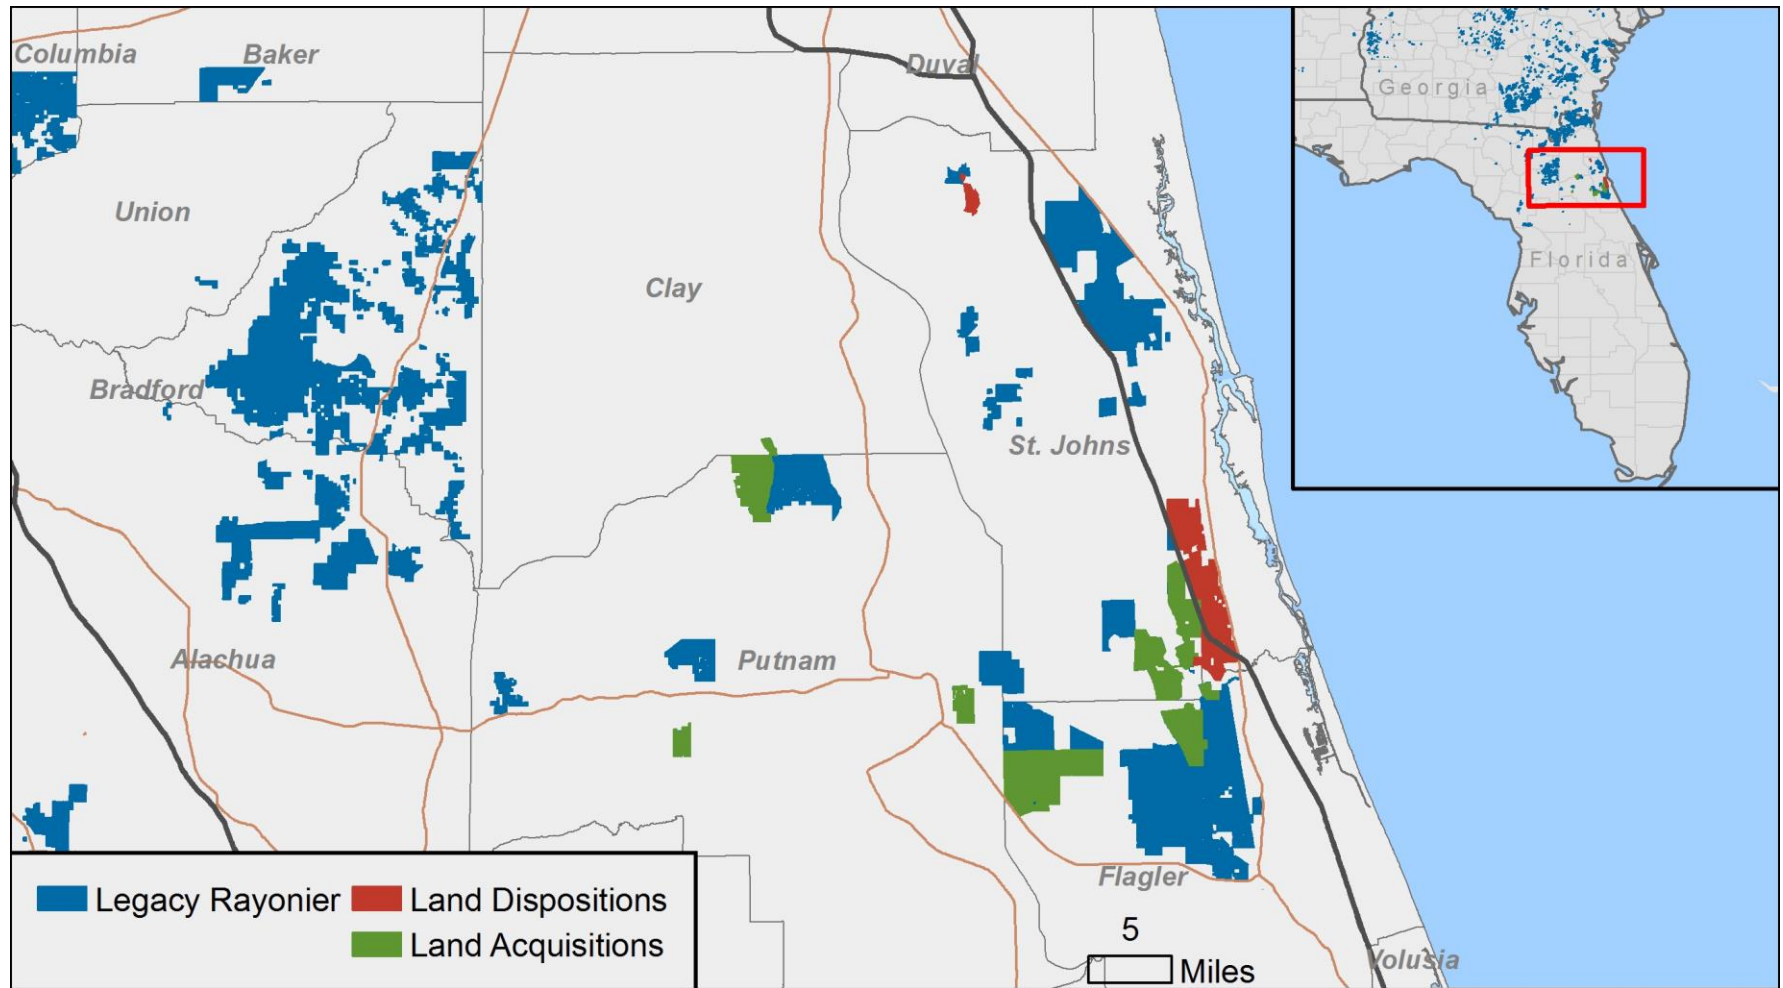 Columbia
Baker
Duval
Georgia
Union
Florida
Clay
Bradford
St. Johns
Alachua
Putnam
Flagler
Legacy Rayonier
Land Dispositions
Land Acquisitions
5
Miles
Volusia